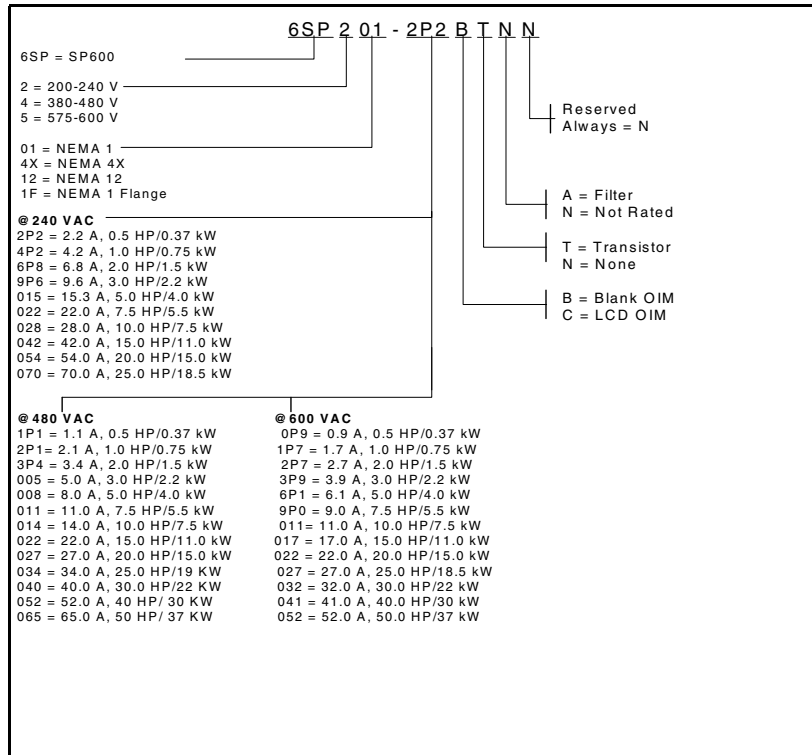 6SP 2 01 - 2P2 B T N N
6SP = SP600
2 = 200-240 V
4 = 380-480 V
5 = 575-600 V
01 = NEMA 1
4X = NEMA 4X
12 = NEMA 12
1F = NEMA 1 Flange
Reserved
Always = N
A = Filter
N = Not Rated
T = Transistor
N = None
B = Blank OIM
C = LCD OIM
@240 VAC
2P2 = 2.2 A, 0.5 HP/0.37 kW
4P2 = 4.2 A, 1.0 HP/0.75 kW
6P8 = 6.8 A, 2.0 HP/1.5 kW
9P6 = 9.6 A, 3.0 HP/2.2 kW
015 = 15.3 A, 5.0 HP/4.0 kW
022 = 22.0 A, 7.5 HP/5.5 kW
028 = 28.0 A, 10.0 HP/7.5 kW
042 = 42.0 A, 15.0 HP/11.0 kW
054 = 54.0 A, 20.0 HP/15.0 kW
070 = 70.0 A, 25.0 HP/18.5 kW
@480 VAC
1P1 = 1.1 A, 0.5 HP/0.37 kW
2P1= 2.1 A, 1.0 HP/0.75 kW
3P4 = 3.4 A, 2.0 HP/1.5 kW
005 = 5.0 A, 3.0 HP/2.2 kW
008 = 8.0 A, 5.0 HP/4.0 kW
011 = 11.0 A, 7.5 HP/5.5 kW
014 = 14.0 A, 10.0 HP/7.5 kW
022 = 22.0 A, 15.0 HP/11.0 kW
027 = 27.0 A, 20.0 HP/15.0 kW
034 = 34.0 A, 25.0 HP/19 KW
040 = 40.0 A, 30.0 HP/22 KW
052 = 52.0 A, 40 HP/ 30 KW
065 = 65.0 A, 50 HP/ 37 KW
@600 VAC
0P9 = 0.9 A, 0.5 HP/0.37 kW
1P7 = 1.7 A, 1.0 HP/0.75 kW
2P7 = 2.7 A, 2.0 HP/1.5 kW
3P9 = 3.9 A, 3.0 HP/2.2 kW
6P1 = 6.1 A, 5.0 HP/4.0 kW
9P0 = 9.0 A, 7.5 HP/5.5 kW
011= 11.0 A, 10.0 HP/7.5 kW
017 = 17.0 A, 15.0 HP/11.0 kW
022 = 22.0 A, 20.0 HP/15.0 kW
027 = 27.0 A, 25.0 HP/18.5 kW
032 = 32.0 A, 30.0 HP/22 kW
041 = 41.0 A, 40.0 HP/30 kW
052 = 52.0 A, 50.0 HP/37 kW